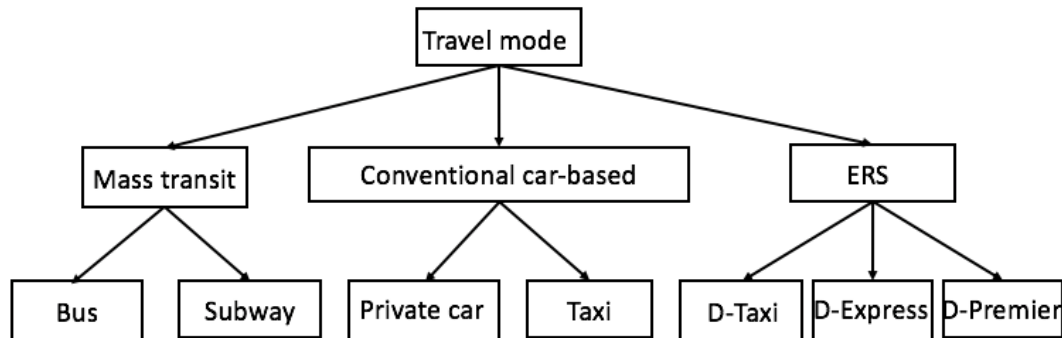 Travel mode
Mass transit
Conventional car-based
ERS
Bus
Subway
Private car
Taxi
D-Taxi
D-Express
D-Premier